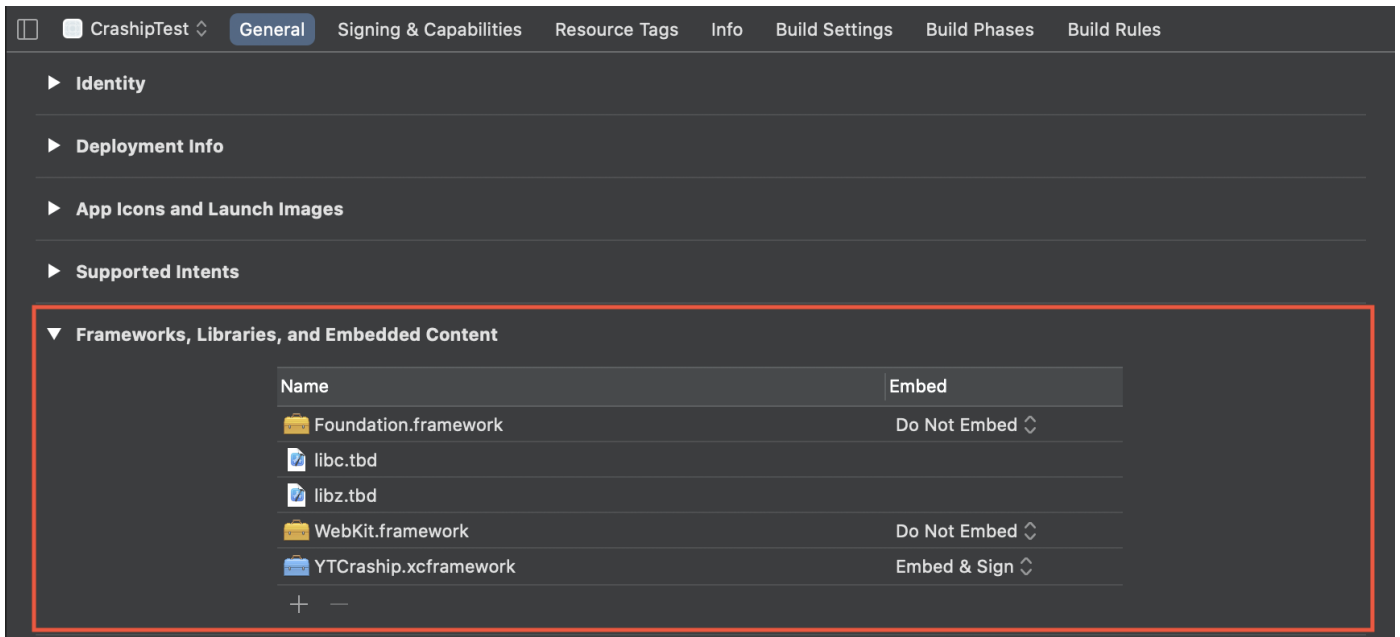 CrashipTest General Signing & Capabilities Resource Tags Info Build Settings Build Phases Build Rules
Identity
Deployment Info
App Icons and Launch Images
Supported Intents
Frameworks, Libraries, and Embedded Content
Name Embed
Foundation.framework Do Not Embed
libc.tbd
libz.tbd
WebKit.framework Do Not Embed
YTCraship.xcframework Embed & Sign